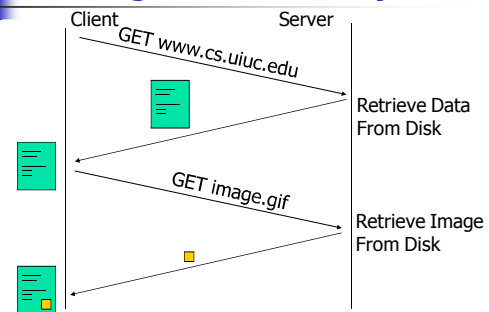 Client
Server
GET www.cs.uiuc.edu
Retrieve Data
From Disk
GET image.gif
Retrieve Image
From Disk